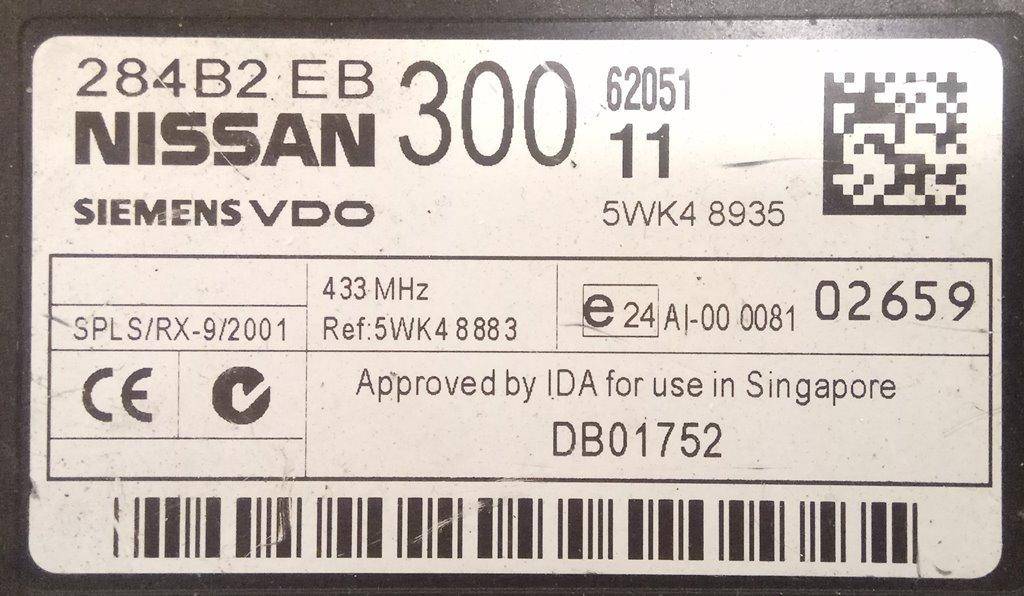 284B2 EB 300 62051
NISSAN 11
SIEMENS VDO 5WK4 8935
433 MHz
SPLS/RX-9/2001 Ref:5WK4 8883 e 24 AI-00 0081 02659
CE Approved by IDA for use in Singapore
DB01752